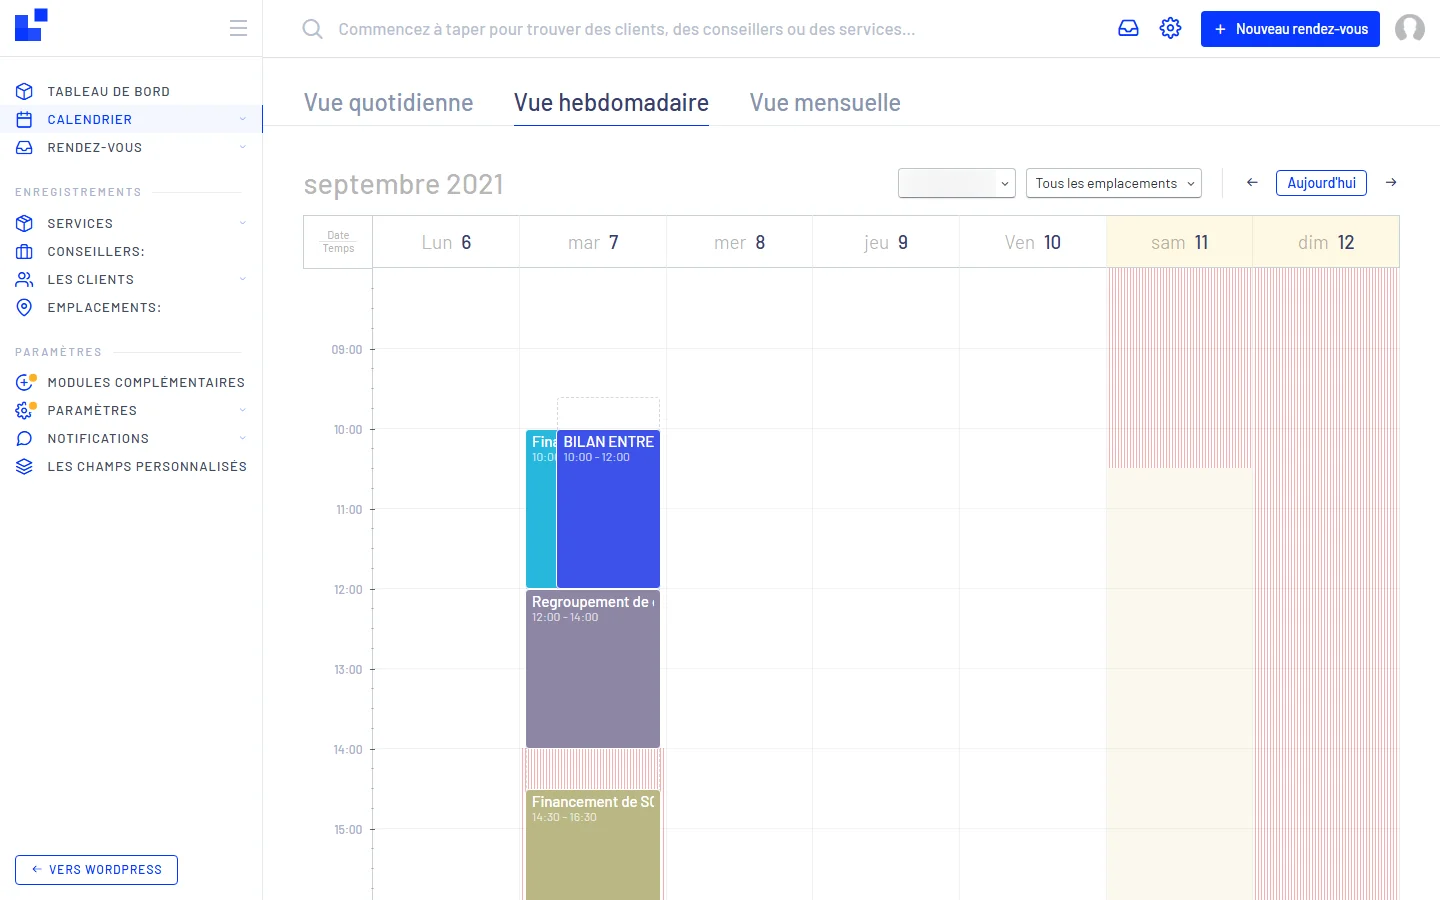 Commencez à taper pour trouver des clients, des conseillers ou des services...
+ Nouveau rendez-vous
TABLEAU DE BORD
CALENDRIER
RENDEZ-VOUS
ENREGISTREMENTS
SERVICES
CONSEILLERS:
LES CLIENTS
EMPLACEMENTS:
PARAMÈTRES
MODULES COMPLÉMENTAIRES
PARAMÈTRES
NOTIFICATIONS
LES CHAMPS PERSONNALISÉS
← VERS WORDPRESS
Vue quotidienne
Vue hebdomadaire
Vue mensuelle
septembre 2021
Tous les emplacements
←
Aujourd'hui
→
Date
Temps
Lun 6
mar 7
mer 8
jeu 9
Ven 10
sam 11
dim 12
09:00
10:00
11:00
12:00
13:00
14:00
15:00
Fina
10:00
BILAN ENTRE
10:00 - 12:00
Regroupement de
12:00 - 14:00
Financement de SC
14:30 - 16:30